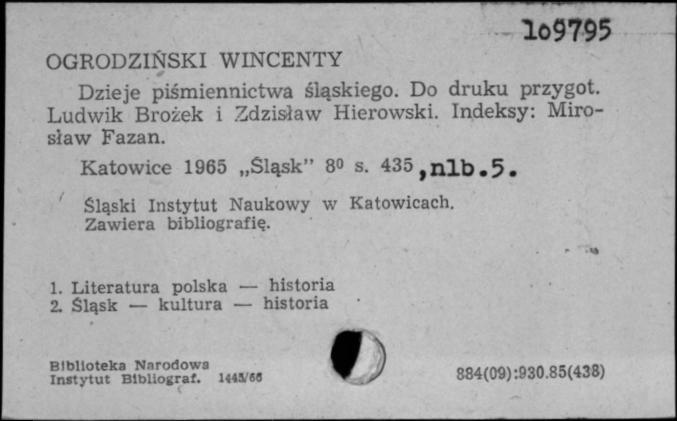 109795
OGRODZIŃSKI WINCENTY
Dzieje piśmiennictwa śląskiego. Do druku przygot.
Ludwik Brożek i Zdzisław Hierowski. Indeksy: Miro-
sław Fazan.
Katowice 1965 „Śląsk” 8⁰ s. 435,nlb.5.
Śląski Instytut Naukowy w Katowicach.
Zawiera bibliografię.
1. Literatura polska — historia
2. Śląsk — kultura — historia
Biblioteka Narodowa
Instytut Bibliograf. 1445/66
884(09):930.85(438)